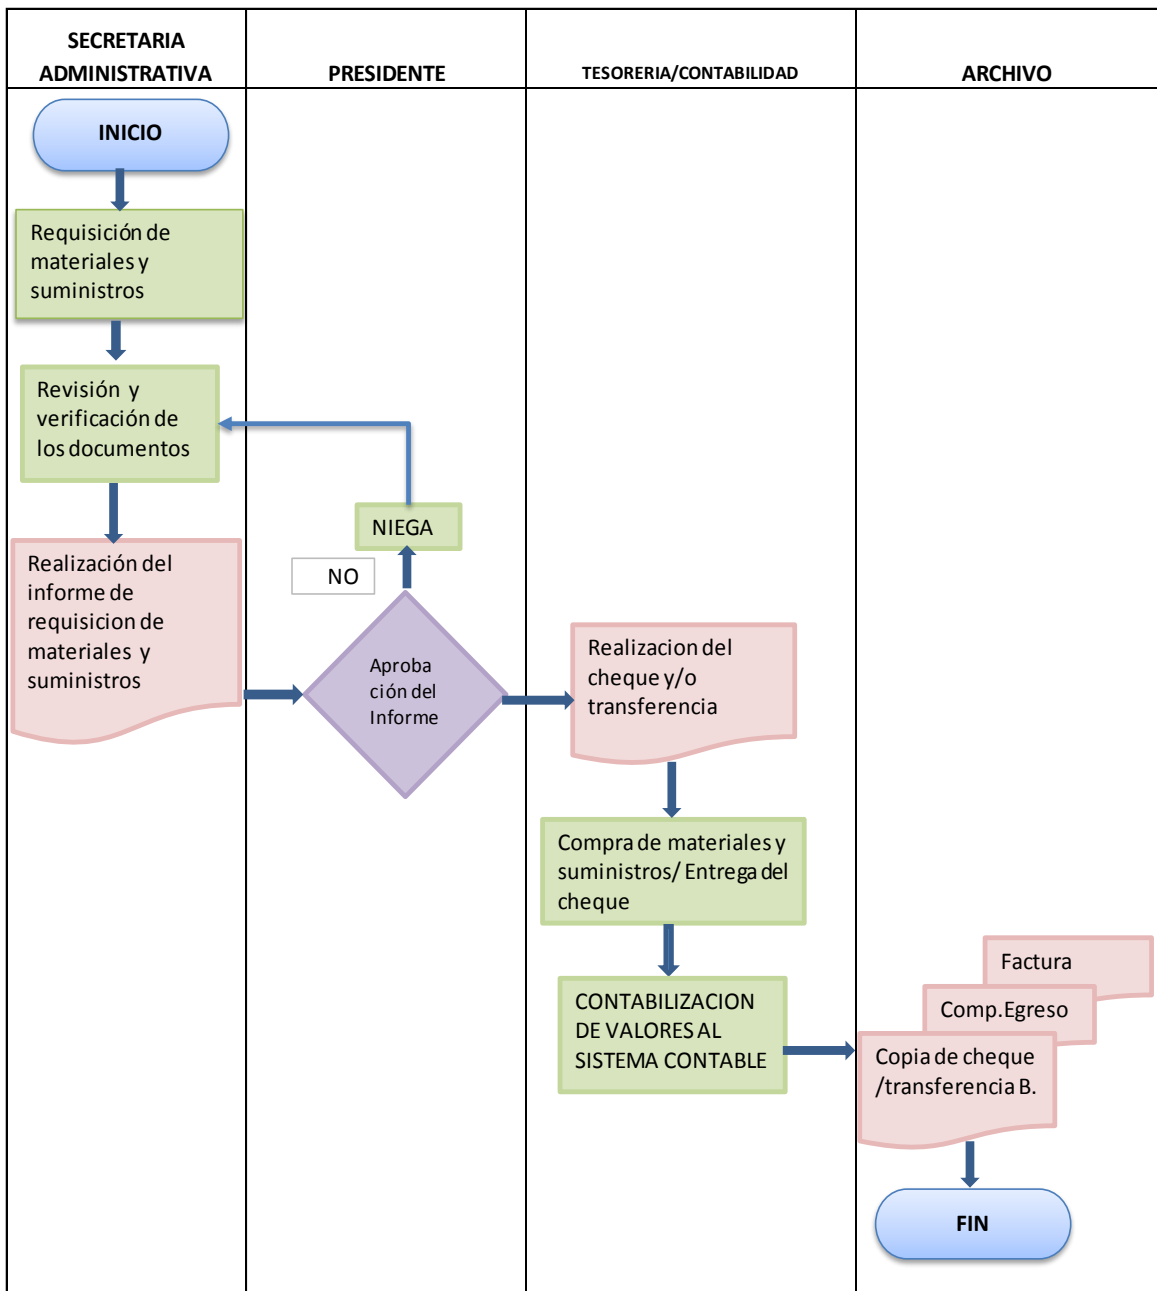 SECRETARIA
ADMINISTRATIVA
PRESIDENTE
TESORERIA/CONTABILIDAD
ARCHIVO
INICIO
Requisición de
materiales y
suministros
Revisión y
verificación de
los documentos
NIEGA
NO
Realización del
informe de
requisicion de
materiales y
suministros
Aproba
ción del
Informe
Realizacion del
cheque y/o
transferencia
Compra de materiales y
suministros/ Entrega del
cheque
CONTABILIZACION
DE VALORES AL
SISTEMA CONTABLE
Factura
Comp.Egreso
Copia de cheque
/transferencia B.
FIN